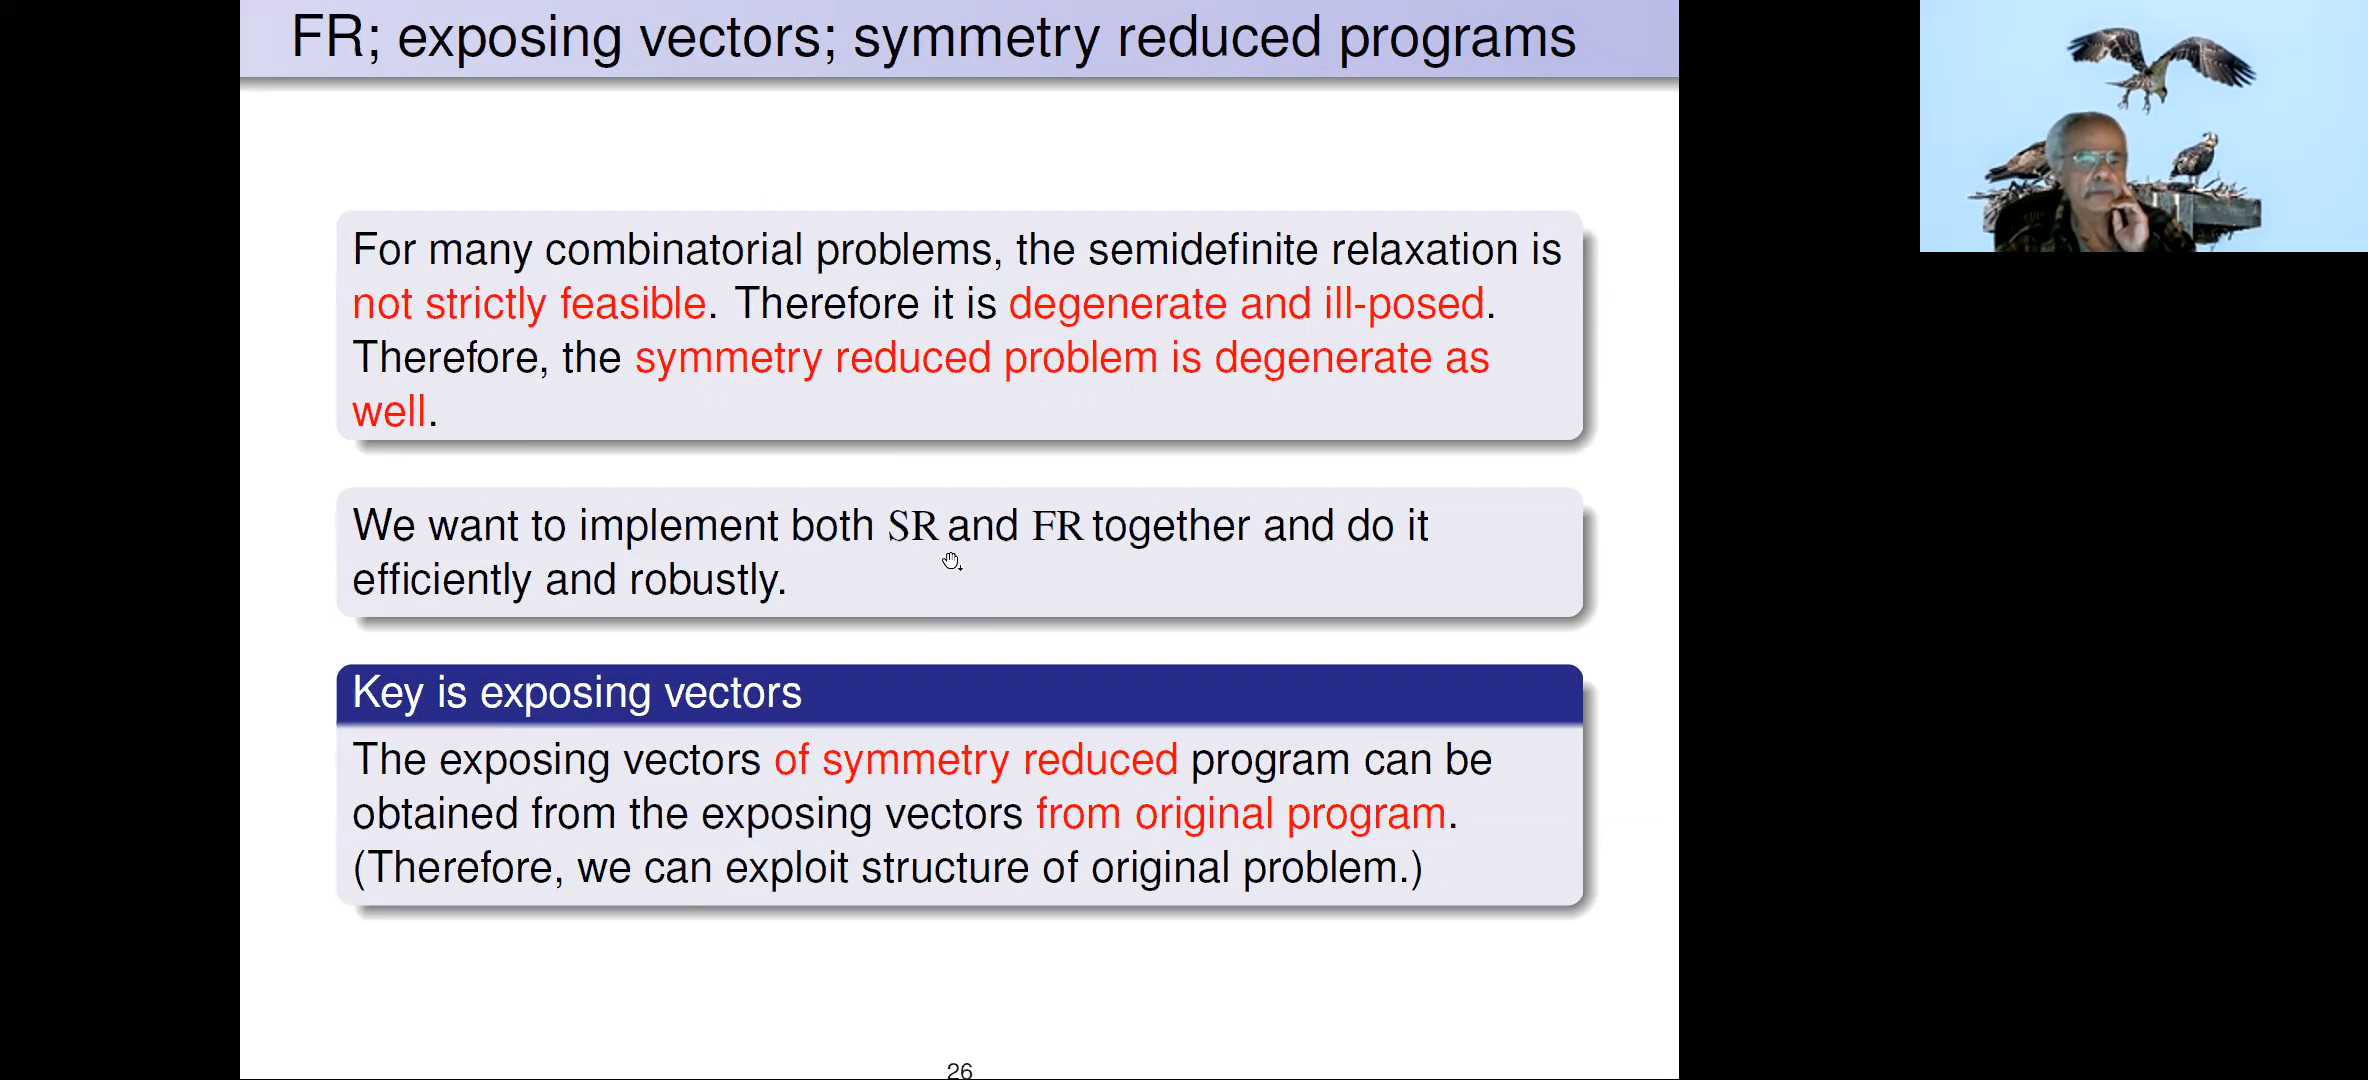 FR; exposing vectors; symmetry reduced programs
For many combinatorial problems, the semidefinite relaxation is
not strictly feasible. Therefore it is degenerate and ill-posed.
Therefore, the symmetry reduced problem is degenerate as
well.
We want to implement both SR and FR together and do it
efficiently and robustly.
Key is exposing vectors
The exposing vectors of symmetry reduced program can be
obtained from the exposing vectors from original program.
(Therefore, we can exploit structure of original problem.)
26